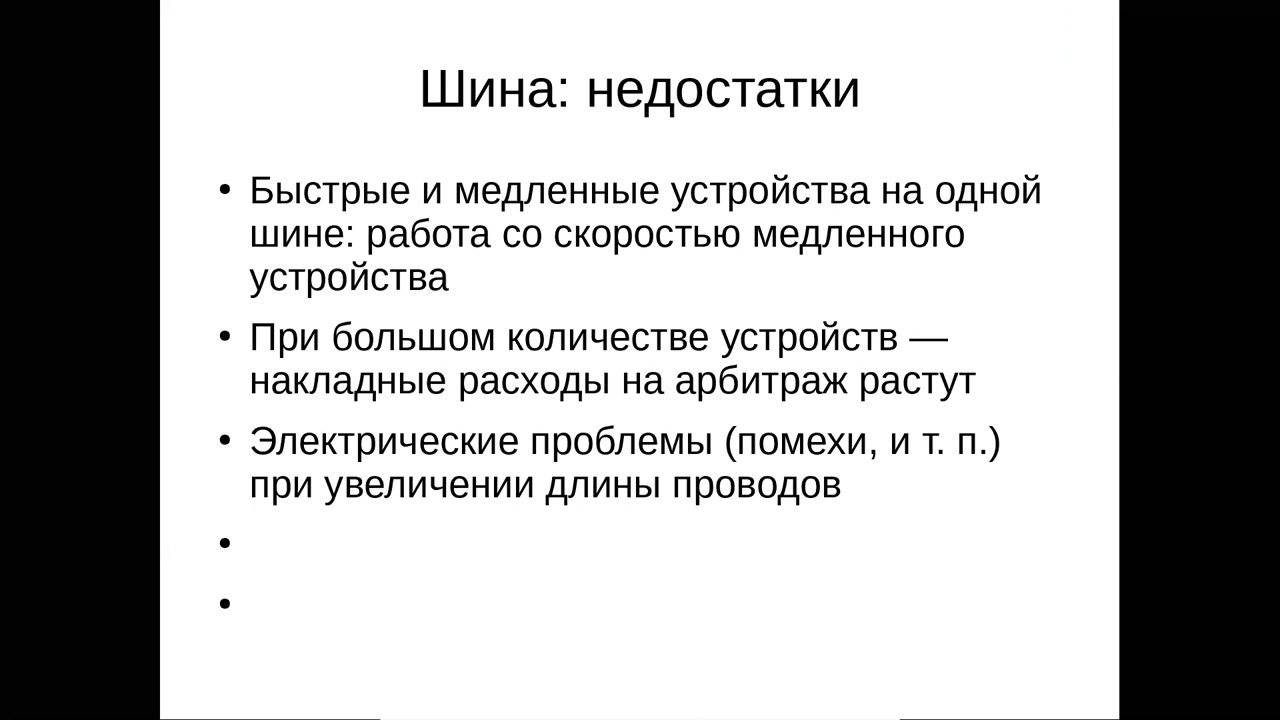 Шина: недостатки
• Быстрые и медленные устройства на одной
шине: работа со скоростью медленного
устройства
• При большом количестве устройств —
накладные расходы на арбитраж растут
• Электрические проблемы (помехи, и т. п.)
при увеличении длины проводов
•
•